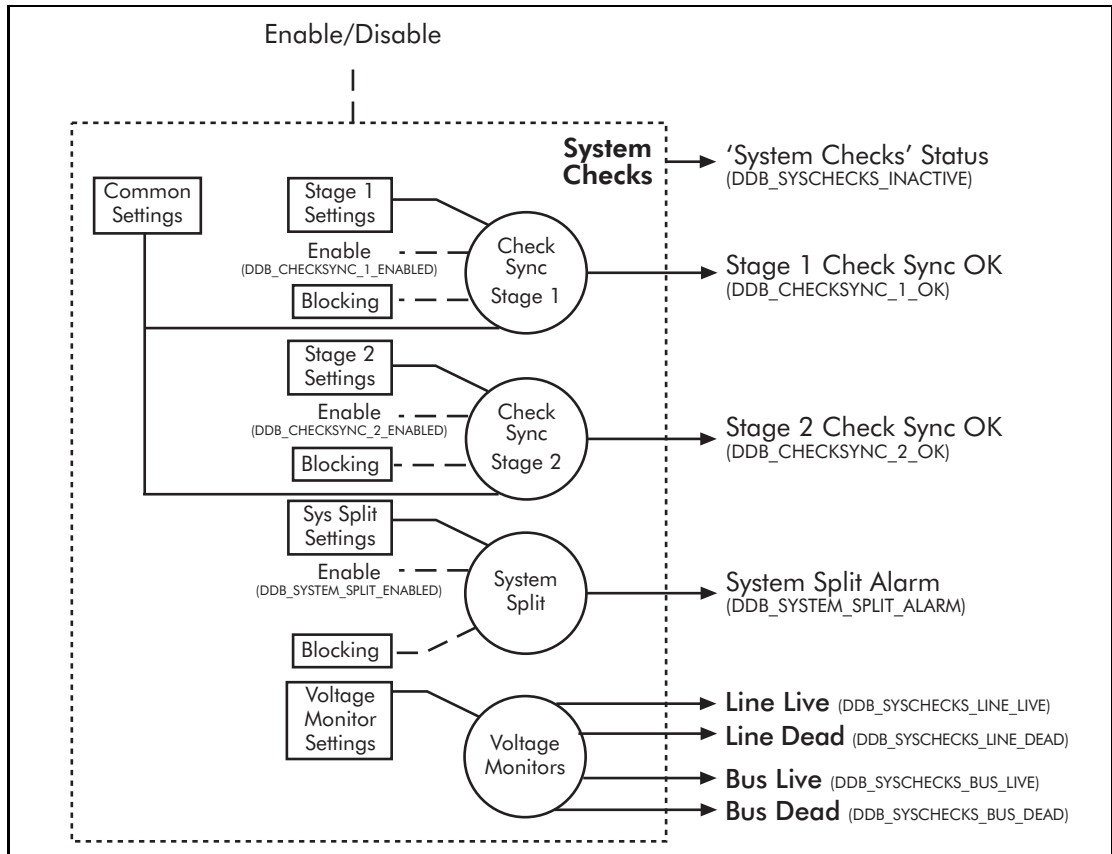 Enable/Disable
System
Checks
'System Checks' Status
(DDB_SYSCHECKS_INACTIVE)
Common
Settings
Stage 1
Settings
Enable
(DDB_CHECKSYNC_1_ENABLED)
Blocking
Check
Sync
Stage 1
Stage 1 Check Sync OK
(DDB_CHECKSYNC_1_OK)
Stage 2
Settings
Enable
(DDB_CHECKSYNC_2_ENABLED)
Blocking
Check
Sync
Stage 2
Stage 2 Check Sync OK
(DDB_CHECKSYNC_2_OK)
Sys Split
Settings
Enable
(DDB_SYSTEM_SPLIT_ENABLED)
Blocking
System
Split
System Split Alarm
(DDB_SYSTEM_SPLIT_ALARM)
Voltage
Monitor
Settings
Voltage
Monitors
Line Live (DDB_SYSCHECKS_LINE_LIVE)
Line Dead (DDB_SYSCHECKS_LINE_DEAD)
Bus Live (DDB_SYSCHECKS_BUS_LIVE)
Bus Dead (DDB_SYSCHECKS_BUS_DEAD)